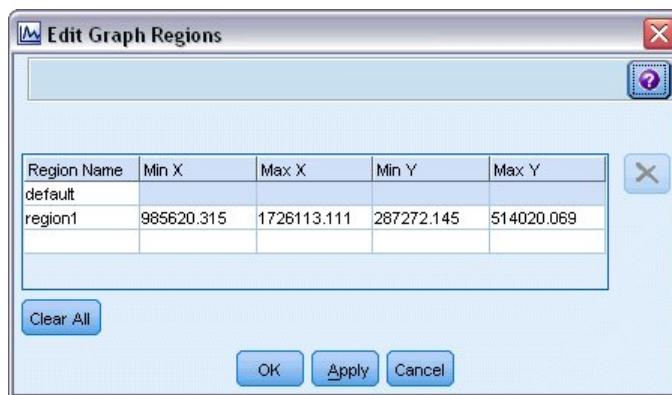 Edit Graph Regions
Region Name Min X Max X Min Y Max Y
default
region1 985620.315 1726113.111 287272.145 514020.069
Clear All
OK Apply Cancel